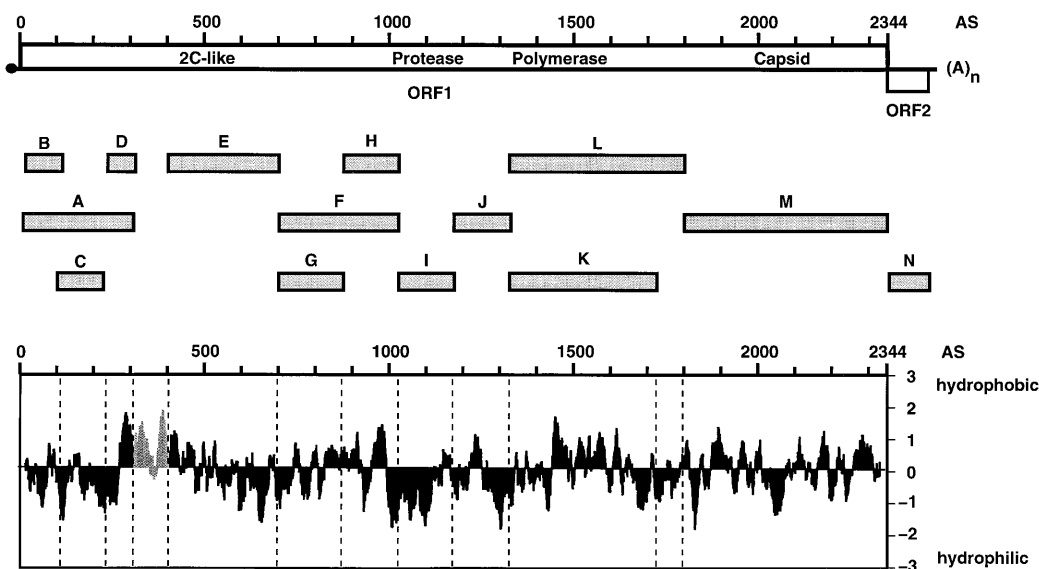 0 500 1000 1500 2000 2344 AS
2C-like Protease Polymerase Capsid
(A)n
ORF1
ORF2
B D E H L
A F J M
C G I K N
0 500 1000 1500 2000 2344 AS
3
hydrophobic
2
1
0
−1
−2
hydrophilic
−3